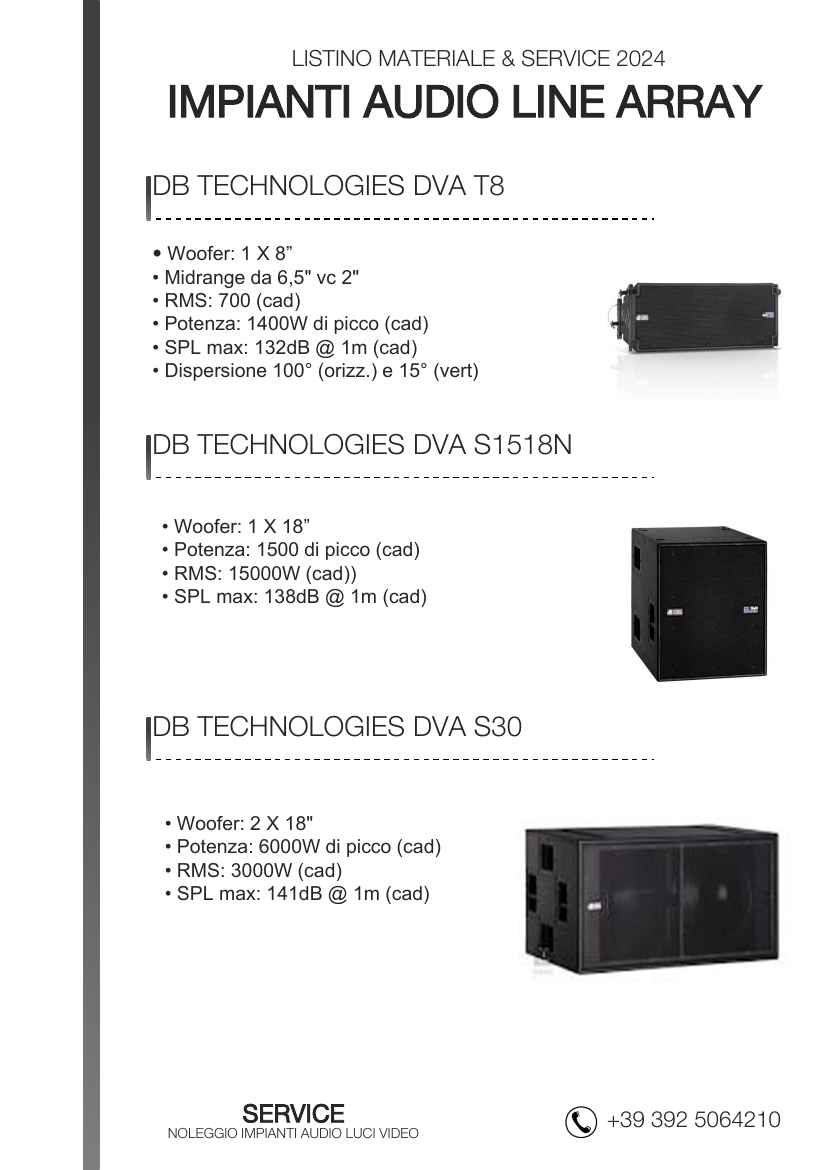 LISTINO MATERIALE & SERVICE 2024
IMPIANTI AUDIO LINE ARRAY
DB TECHNOLOGIES DVA T8
• Woofer: 1 X 8”
• Midrange da 6,5" vc 2"
• RMS: 700 (cad)
• Potenza: 1400W di picco (cad)
• SPL max: 132dB @ 1m (cad)
• Dispersione 100° (orizz.) e 15° (vert)
DB TECHNOLOGIES DVA S1518N
• Woofer: 1 X 18”
• Potenza: 1500 di picco (cad)
• RMS: 15000W (cad))
• SPL max: 138dB @ 1m (cad)
DB TECHNOLOGIES DVA S30
• Woofer: 2 X 18"
• Potenza: 6000W di picco (cad)
• RMS: 3000W (cad)
• SPL max: 141dB @ 1m (cad)
SERVICE
NOLEGGIO IMPIANTI AUDIO LUCI VIDEO
+39 392 5064210